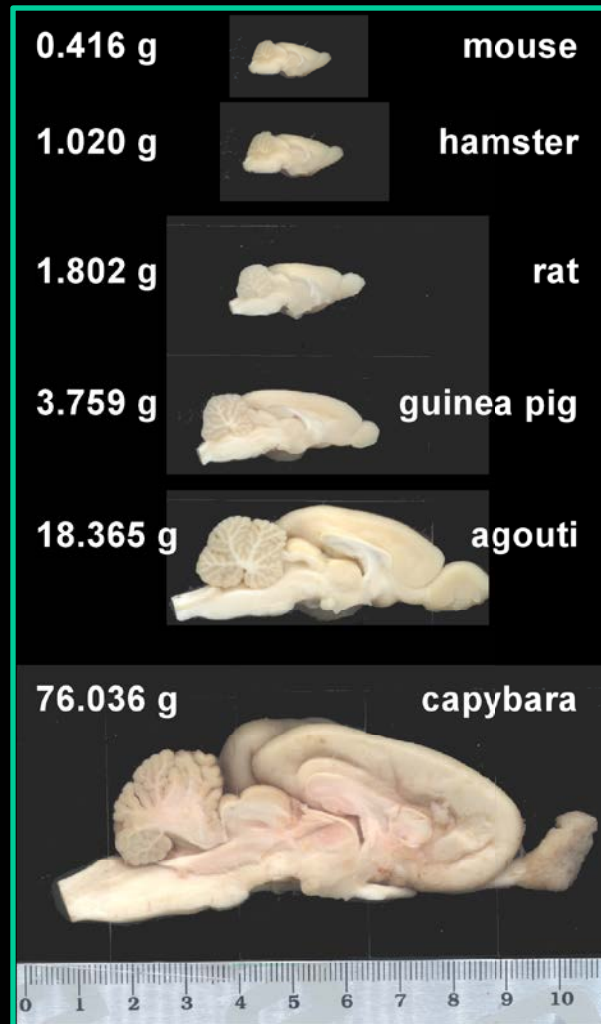 0.416 g mouse
1.020 g hamster
1.802 g rat
3.759 g guinea pig
18.365 g agouti
76.036 g capybara
0 1 2 3 4 5 6 7 8 9 10